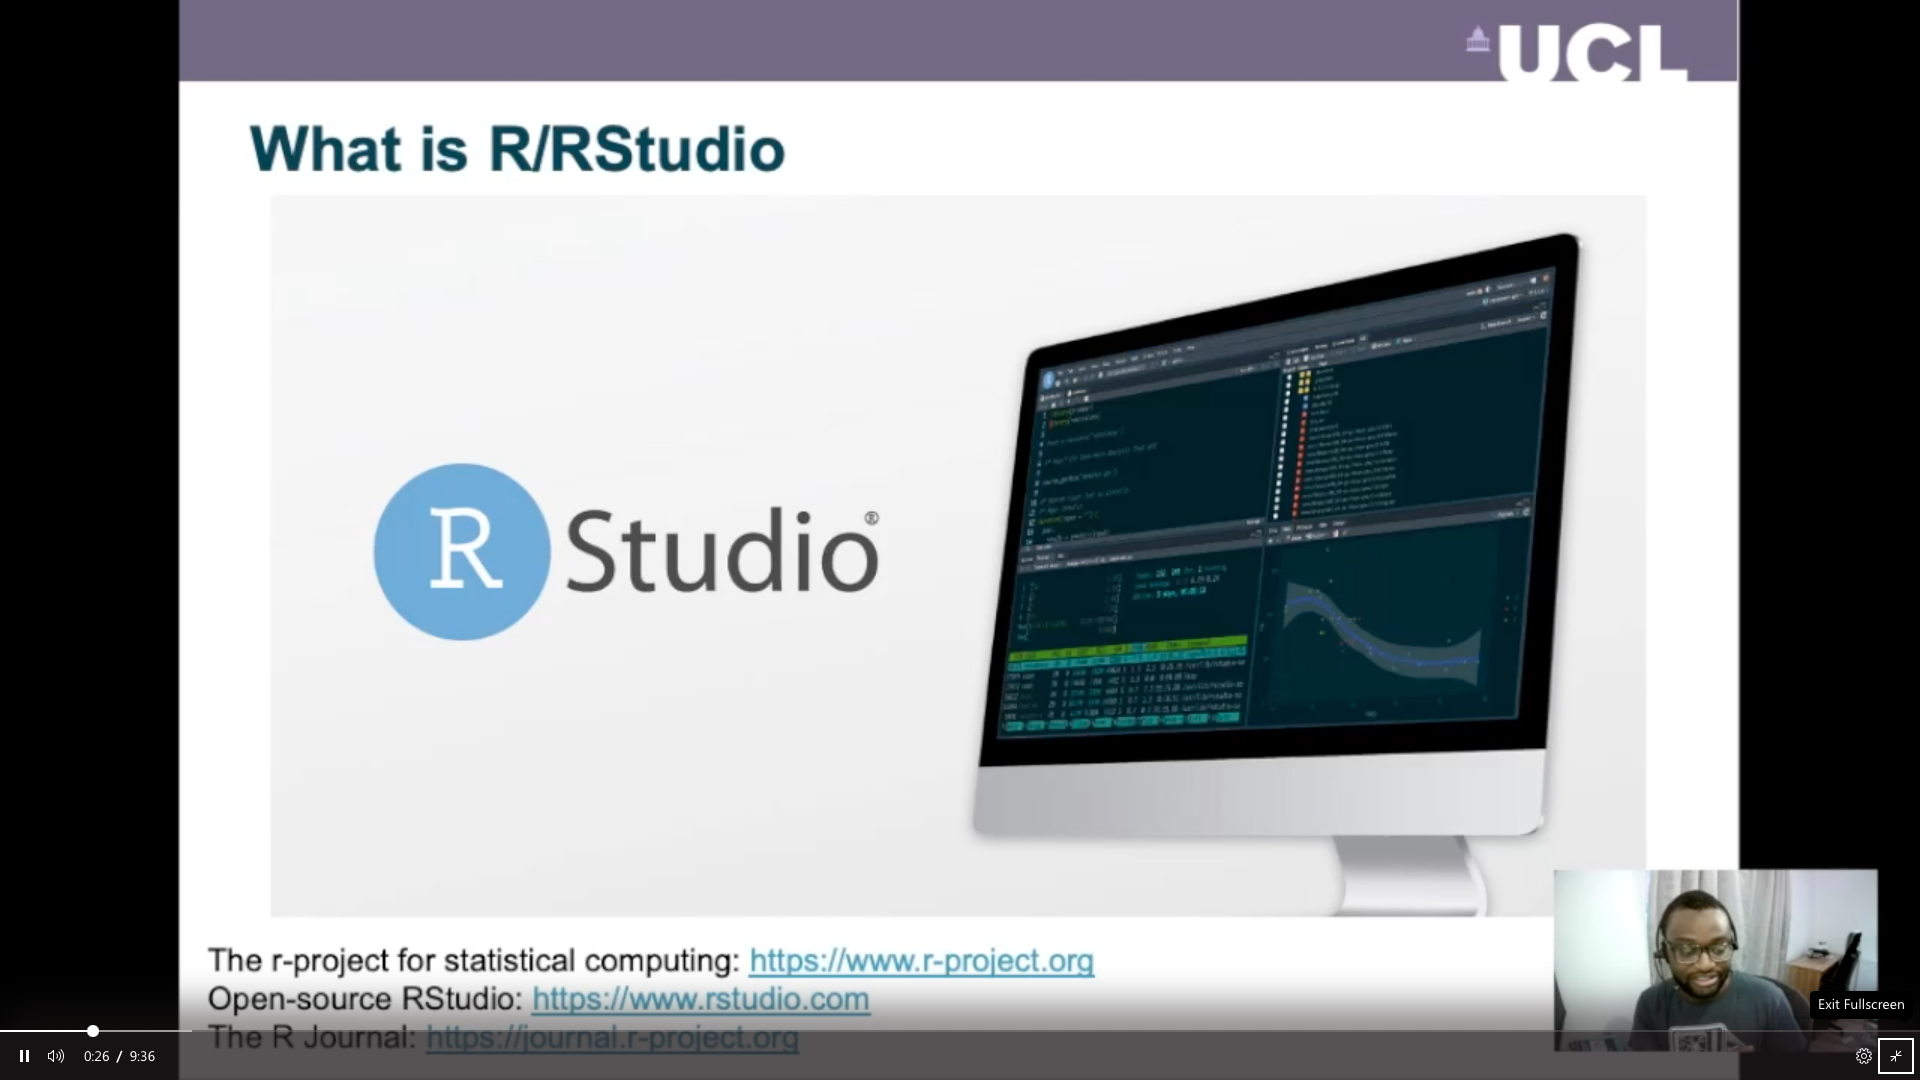 UCL
What is R/RStudio
R Studio®
The r-project for statistical computing: https://www.r-project.org
Open-source RStudio: https://www.rstudio.com
The R Journal: https://journal.r-project.org
Exit Fullscreen
0:26 / 9:36